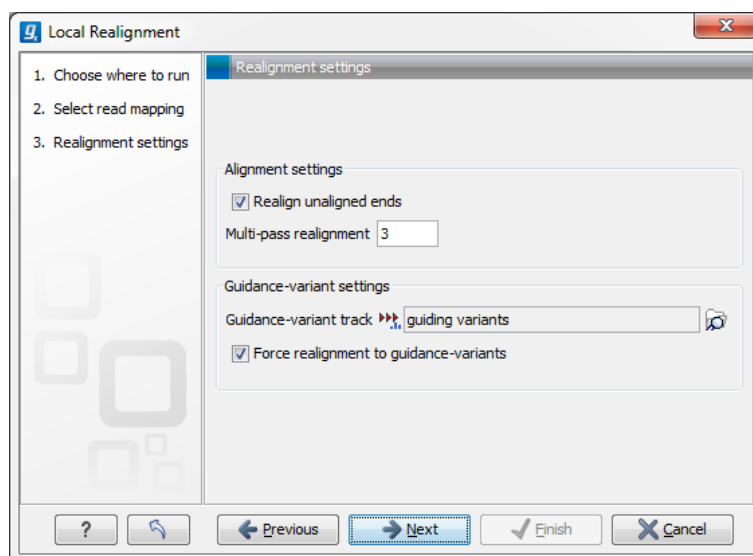 Local Realignment
1. Choose where to run
2. Select read mapping
3. Realignment settings
Realignment settings
Alignment settings
Realign unaligned ends
Multi-pass realignment 3
Guidance-variant settings
Guidance-variant track guiding variants
Force realignment to guidance-variants
? Previous Next Finish Cancel